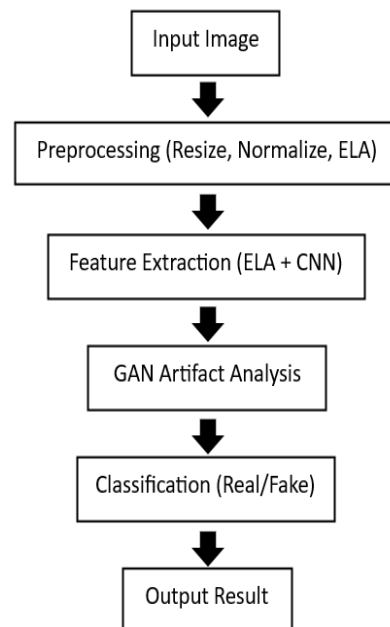 Input Image
Preprocessing (Resize, Normalize, ELA)
Feature Extraction (ELA + CNN)
GAN Artifact Analysis
Classification (Real/Fake)
Output Result